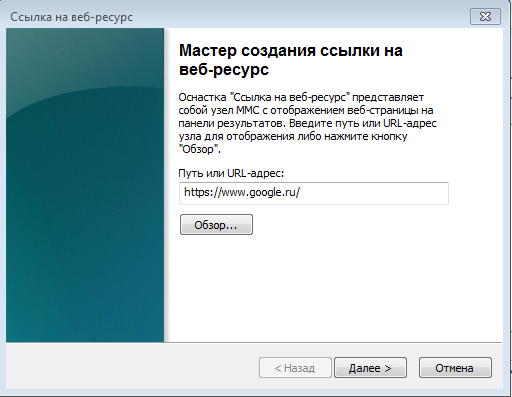 Ссылка на веб-ресурс
Мастер создания ссылки на
веб-ресурс
Оснастка "Ссылка на веб-ресурс" представляет
собой узел MMC с отображением веб-страницы на
панели результатов. Введите путь или URL-адрес
узла для отображения либо нажмите кнопку
"Обзор".
Путь или URL-адрес:
https://www.google.ru/
Обзор...
< Назад
Далее >
Отмена